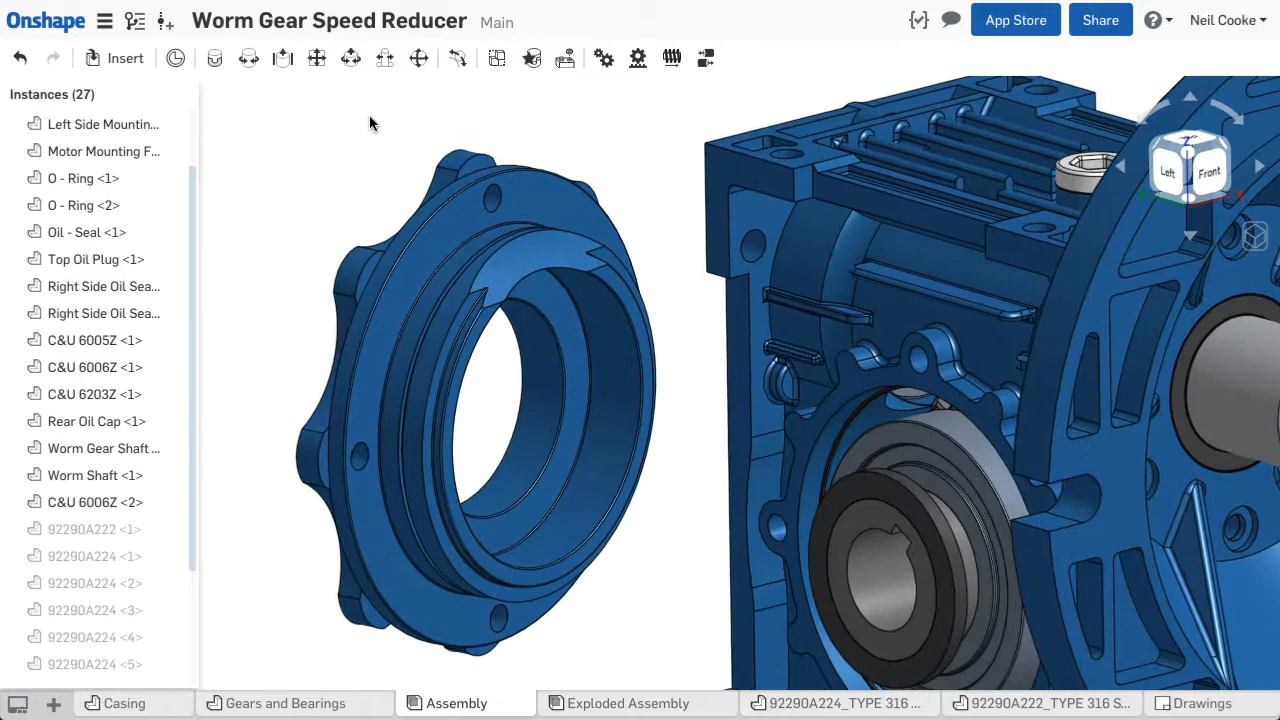 Onshape
Worm Gear Speed Reducer Main
App Store
Share
Neil Cooke
Insert
Instances (27)
Left Side Mountin...
Motor Mounting F...
O - Ring <1>
O - Ring <2>
Oil - Seal <1>
Top Oil Plug <1>
Right Side Oil Sea...
Right Side Oil Sea...
C&U 6005Z <1>
C&U 6006Z <1>
C&U 6203Z <1>
Rear Oil Cap <1>
Worm Gear Shaft ...
Worm Shaft <1>
C&U 6006Z <2>
92290A222 <1>
92290A224 <1>
92290A224 <2>
92290A224 <3>
92290A224 <4>
92290A224 <5>
Z
Left
Front
X
Y
Casing
Gears and Bearings
Assembly
Exploded Assembly
92290A224_TYPE 316 ...
92290A222_TYPE 316 S...
Drawings